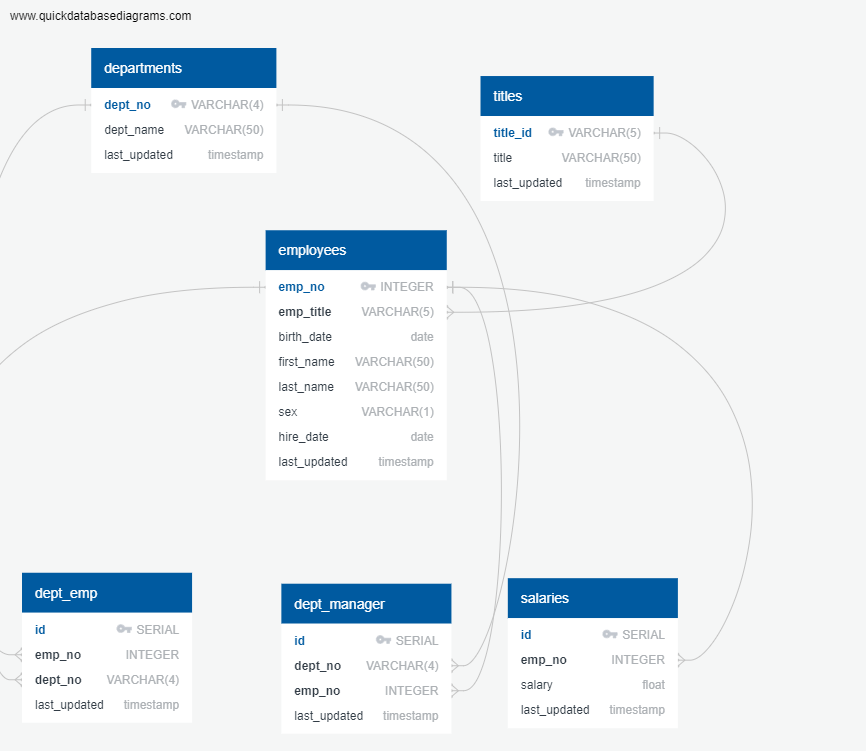 www.quickdatabasediagrams.com
departments
dept_no VARCHAR(4)
dept_name VARCHAR(50)
last_updated timestamp
titles
title_id VARCHAR(5)
title VARCHAR(50)
last_updated timestamp
employees
emp_no INTEGER
emp_title VARCHAR(5)
birth_date date
first_name VARCHAR(50)
last_name VARCHAR(50)
sex VARCHAR(1)
hire_date date
last_updated timestamp
dept_emp
id SERIAL
emp_no INTEGER
dept_no VARCHAR(4)
last_updated timestamp
dept_manager
id SERIAL
dept_no VARCHAR(4)
emp_no INTEGER
last_updated timestamp
salaries
id SERIAL
emp_no INTEGER
salary float
last_updated timestamp